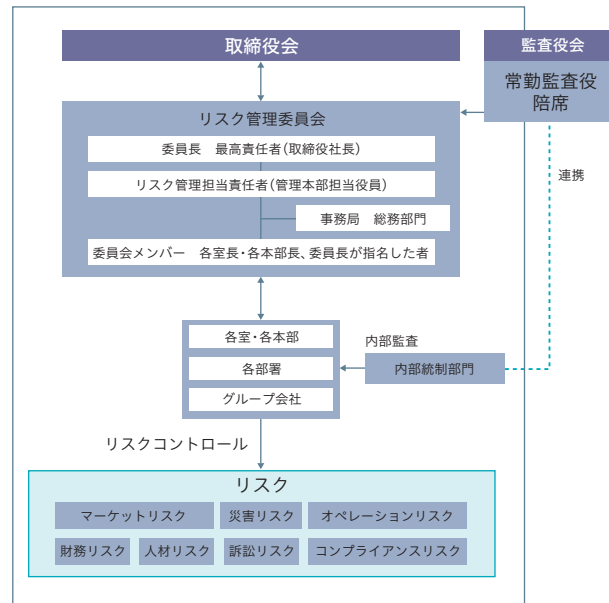 取締役会
監査役会
常勤監査役
陪席
リスク管理委員会
委員長　最高責任者(取締役社長)
リスク管理担当責任者(管理本部担当役員)
事務局　総務部門
委員会メンバー　各室長・各本部長、委員長が指名した者
連携
各室・各本部
各部署
グループ会社
内部監査
内部統制部門
リスクコントロール
リスク
マーケットリスク
災害リスク
オペレーションリスク
財務リスク
人材リスク
訴訟リスク
コンプライアンスリスク